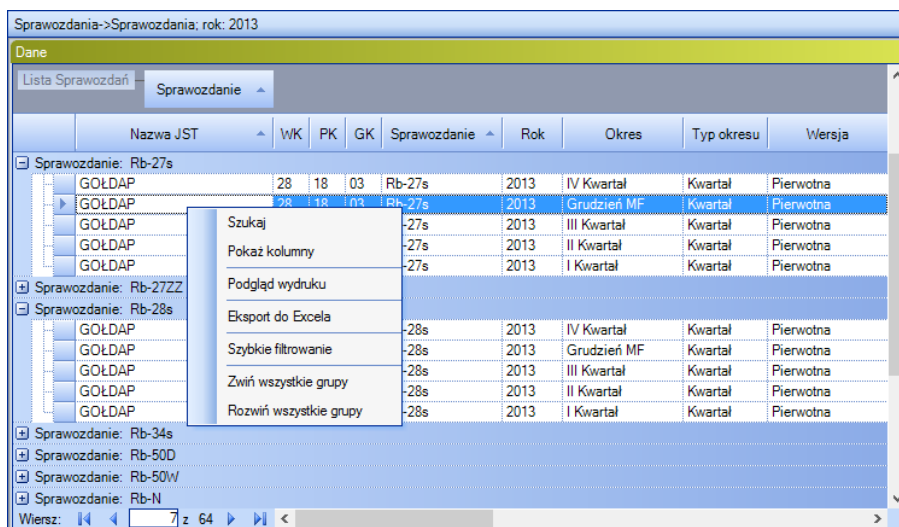 Sprawozdania->Sprawozdania; rok: 2013
Dane
Lista Sprawozdań Sprawozdanie
Nazwa JST WK PK GK Sprawozdanie Rok Okres Typ okresu Wersja
Sprawozdanie: Rb-27s
GOŁDAP 28 18 03 Rb-27s 2013 IV Kwartał Kwartał Pierwotna
GOŁDAP 28 18 03 Rb-27s 2013 Grudzień MF Kwartał Pierwotna
GOŁDAP Szukaj -27s 2013 III Kwartał Kwartał Pierwotna
GOŁDAP Pokaż kolumny -27s 2013 II Kwartał Kwartał Pierwotna
GOŁDAP -27s 2013 I Kwartał Kwartał Pierwotna
Sprawozdanie: Rb-27ZZ Podgląd wydruku
Sprawozdanie: Rb-28s Eksport do Excela
GOŁDAP -28s 2013 IV Kwartał Kwartał Pierwotna
GOŁDAP Szybkie filtrowanie -28s 2013 Grudzień MF Kwartał Pierwotna
GOŁDAP -28s 2013 III Kwartał Kwartał Pierwotna
GOŁDAP Zwiń wszystkie grupy -28s 2013 II Kwartał Kwartał Pierwotna
GOŁDAP Rozwiń wszystkie grupy -28s 2013 I Kwartał Kwartał Pierwotna
Sprawozdanie: Rb-34s
Sprawozdanie: Rb-50D
Sprawozdanie: Rb-50W
Sprawozdanie: Rb-N
Wiersz: 7 z 64